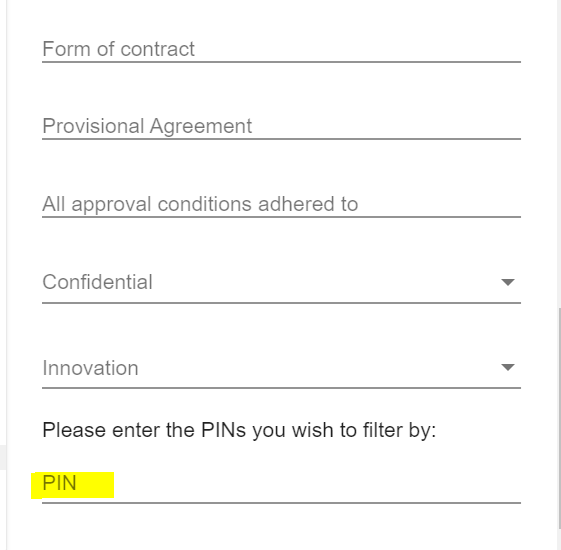 Form of contract
Provisional Agreement
All approval conditions adhered to
Confidential
Innovation
Please enter the PINs you wish to filter by:
PIN